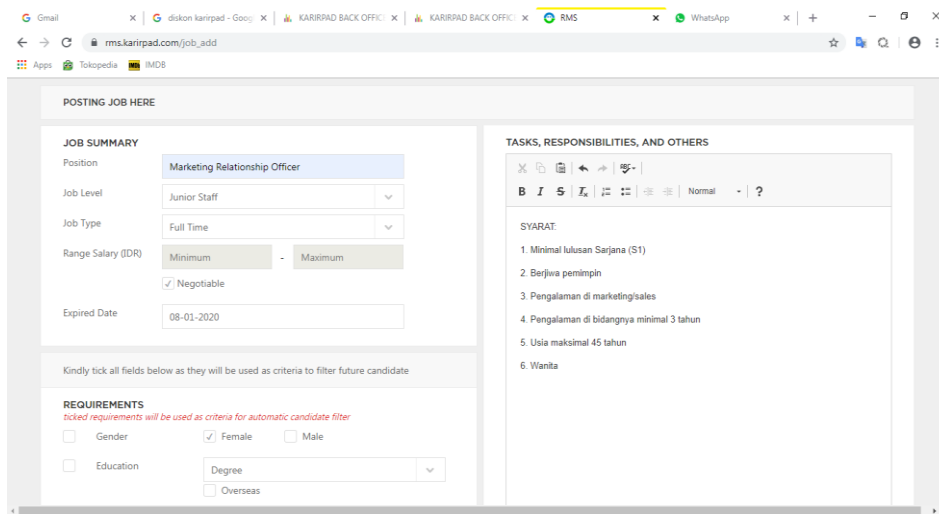 Gmail
diskon karirpad - Goog
KARIRPAD BACK OFFIC
KARIRPAD BACK OFFIC
RMS
WhatsApp
rms.karirpad.com/job_add
Apps Tokopedia IMDB
POSTING JOB HERE
JOB SUMMARY
Position Marketing Relationship Officer
Job Level Junior Staff
Job Type Full Time
Range Salary (IDR) Minimum - Maximum
Negotiable
Expired Date 08-01-2020
Kindly tick all fields below as they will be used as criteria to filter future candidate
REQUIREMENTS
ticked requirements will be used as criteria for automatic candidate filter
Gender Female Male
Education Degree
Overseas
TASKS, RESPONSIBILITIES, AND OTHERS
ABC
B I S Ix Normal ?
SYARAT:
1. Minimal lulusan Sarjana (S1)
2. Berjiwa pemimpin
3. Pengalaman di marketing/sales
4. Pengalaman di bidangnya minimal 3 tahun
5. Usia maksimal 45 tahun
6. Wanita